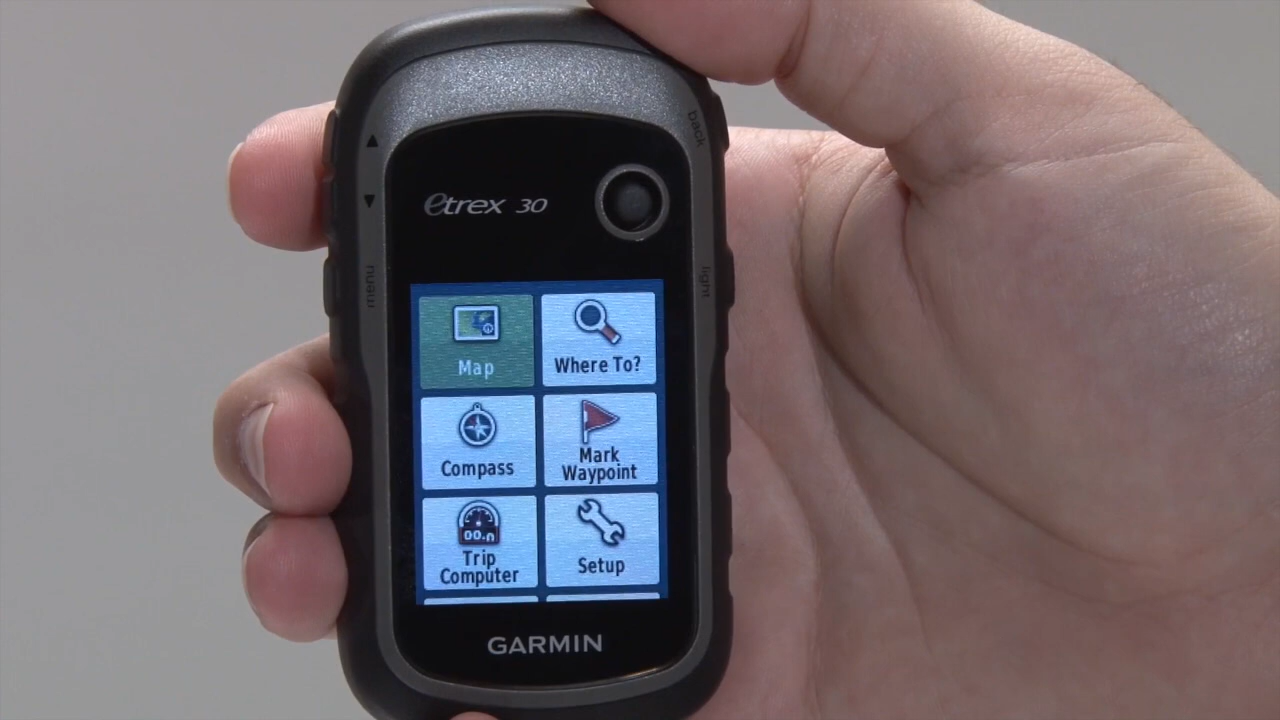 back
etrex 30
menu
light
Map
Where To?
Compass
Mark
Waypoint
00.0
Trip
Computer
Setup
GARMIN